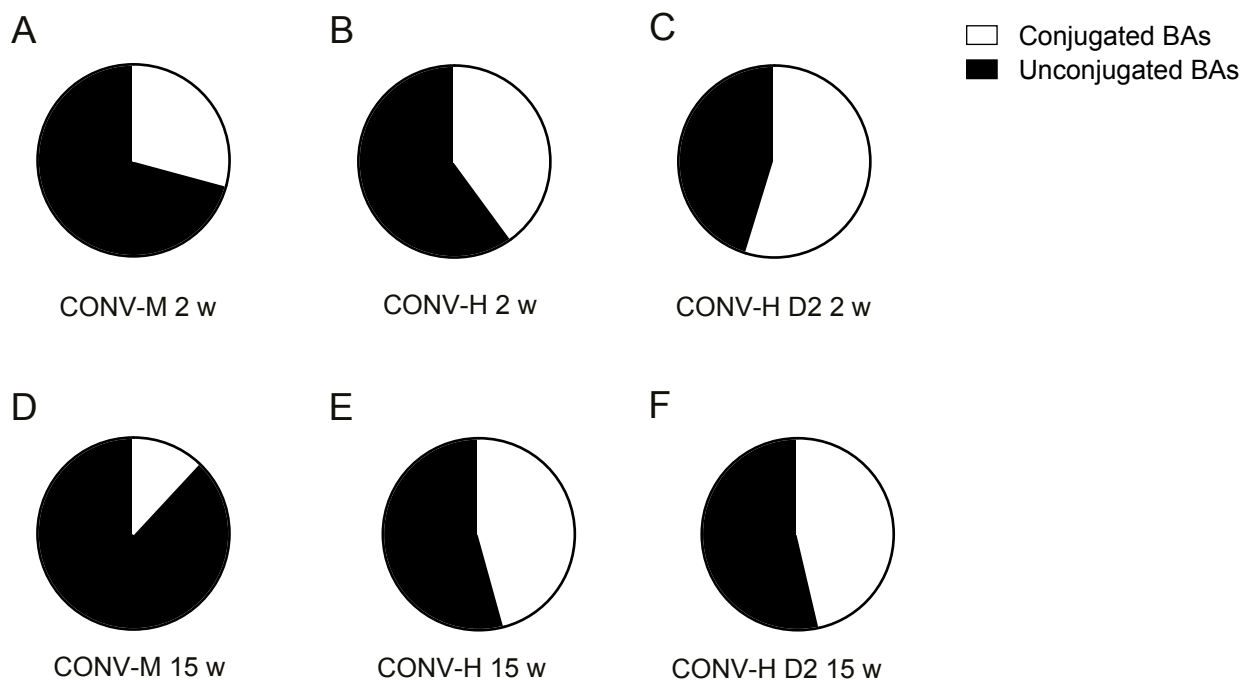 A
B
C
Conjugated BAs
Unconjugated BAs
CONV-M 2 w
CONV-H 2 w
CONV-H D2 2 w
D
E
F
CONV-M 15 w
CONV-H 15 w
CONV-H D2 15 w